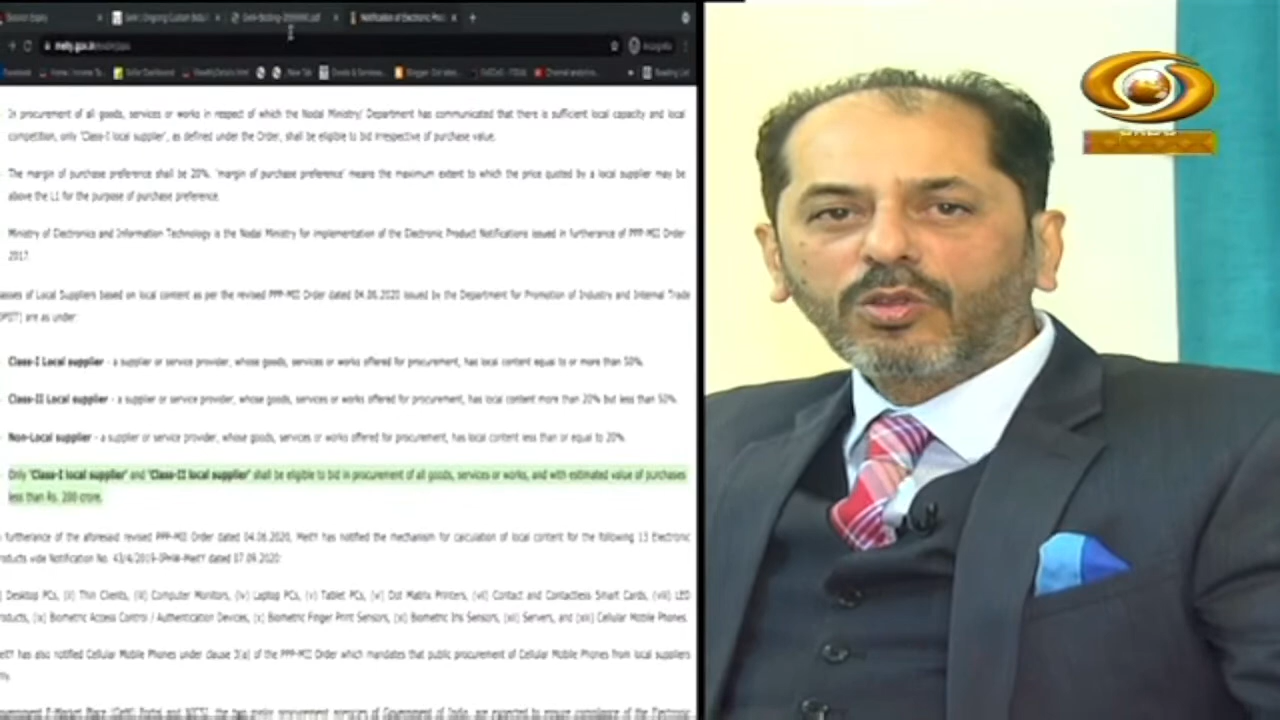 Notification of Electronic Proc
meity.gov.in
In procurement of all goods, services or works in respect of which the Nodal Ministry/ Department has communicated that there is sufficient local capacity and local
competition, only 'Class-I local supplier', as defined under the Order, shall be eligible to bid irrespective of purchase value.
The margin of purchase preference shall be 20%. 'margin of purchase preference' means the maximum extent to which the price quoted by a local supplier may be
above the L1 for the purpose of purchase preference.
Ministry of Electronics and Information Technology is the Nodal Ministry for implementation of the Electronic Product Notifications issued in furtherance of PPP-MII Order
2017.
asses of Local Suppliers based on local content as per the revised PPP-MII Order dated 04.06.2020 issued by the Department for Promotion of Industry and Internal Trade
are as under:
Class-I Local supplier - a supplier or service provider, whose goods, services or works offered for procurement, has local content equal to or more than 50%.
Class-II Local supplier - a supplier or service provider, whose goods, services or works offered for procurement, has local content more than 20% but less than 50%.
Non-Local supplier - a supplier or service provider, whose goods, services or works offered for procurement, has local content less than or equal to 20%.
Only 'Class-I local supplier' and 'Class-II local supplier' shall be eligible to bid in procurement of all goods, services or works, and with estimated value of purchases
less than Rs. 200 crore.
furtherance of the aforesaid revised PPP-MII Order dated 04.06.2020, MeitY has notified the mechanism for calculation of local content for the following 13 Electronic
oducts vide Notification No. 43/4/2019-IPHW-MeitY dated 07.09.2020:
) Desktop PCs, (ii) Thin Clients, (iii) Computer Monitors, (iv) Laptop PCs, (v) Tablet PCs, (vi) Dot Matrix Printers, (vii) Contact and Contactless Smart Cards, (viii) LED
roducts, (ix) Biometric Access Control / Authentication Devices, (x) Biometric Finger Print Sensors, (xi) Biometric Iris Sensors, (xii) Servers, and (xiii) Cellular Mobile Phones.
eitY has also notified Cellular Mobile Phones under clause 3(a) of the PPP-MII Order which mandates that public procurement of Cellular Mobile Phones from local suppliers